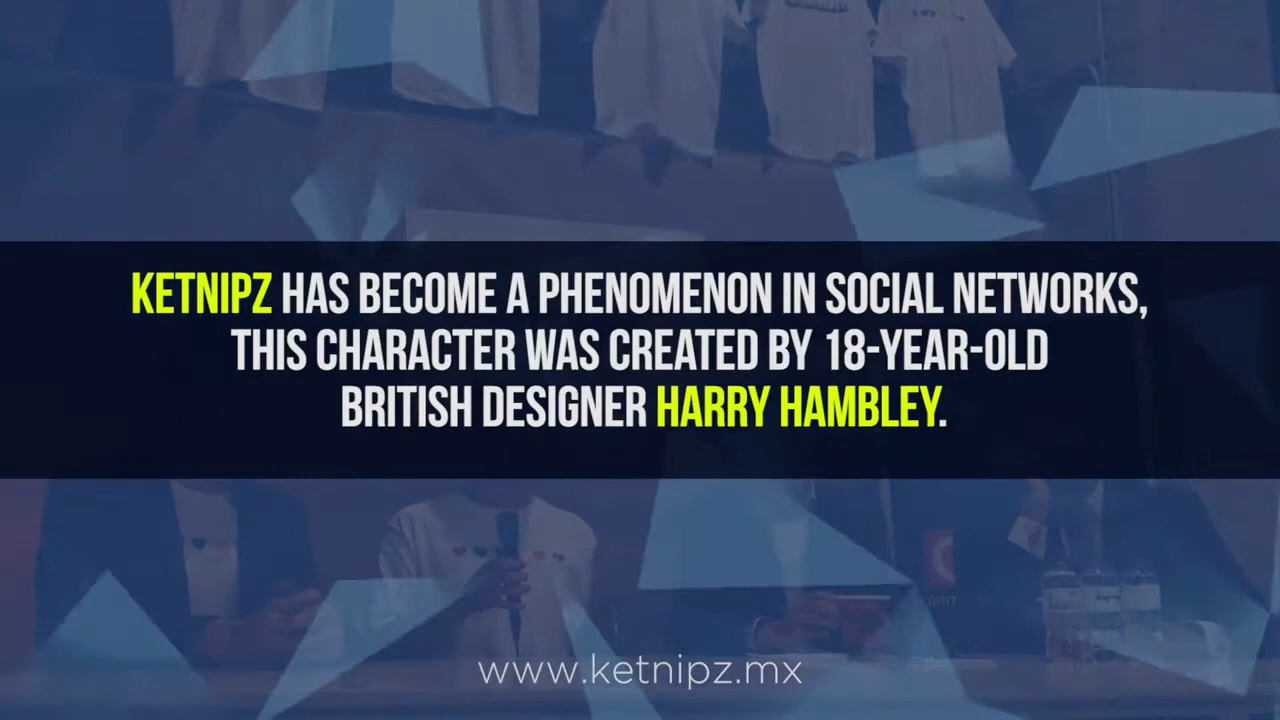 KETNIPZ HAS BECOME A PHENOMENON IN SOCIAL NETWORKS,
THIS CHARACTER WAS CREATED BY 18-YEAR-OLD
BRITISH DESIGNER HARRY HAMBLEY.
BRIT
www.ketnipz.mx